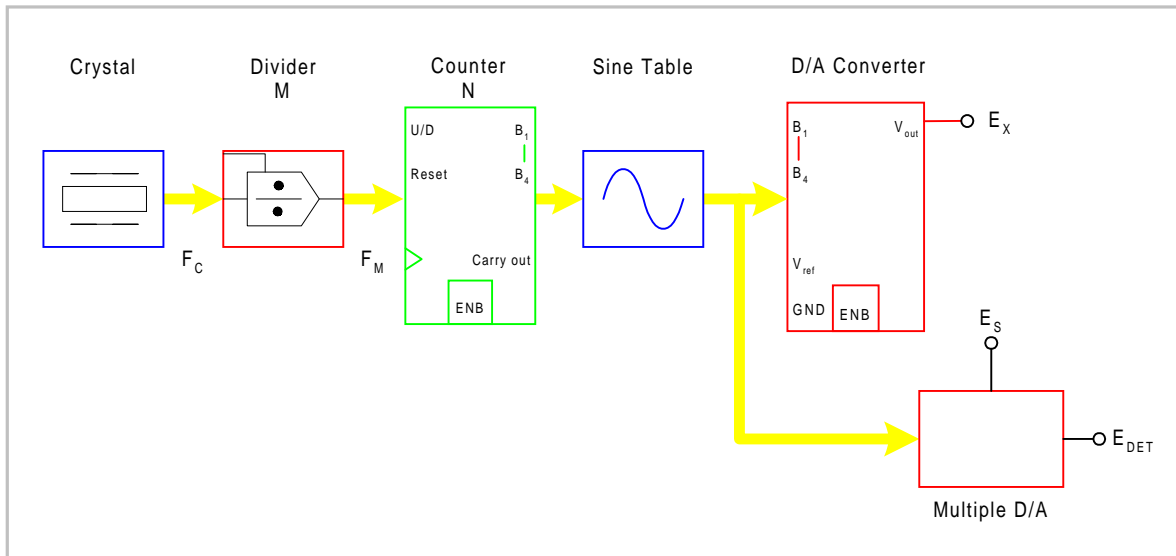 Crystal
Divider
M
Counter
N
Sine Table
D/A Converter
U/D
B1
B4
Reset
Carry out
ENB
B1
B4
Vout
Vref
GND
ENB
EX
FC
FM
ES
EDET
Multiple D/A